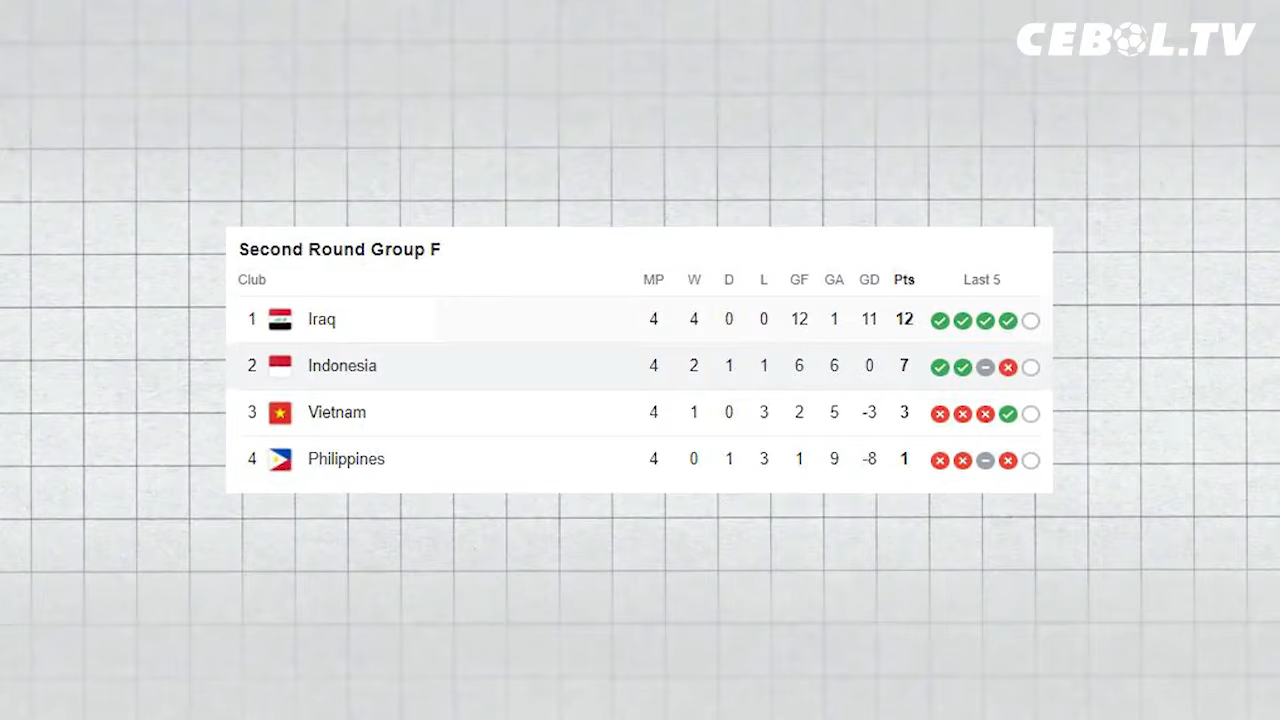 CEBOL.TV
Second Round Group F
Club MP W D L GF GA GD Pts Last 5
1 Iraq 4 4 0 0 12 1 11 12
2 Indonesia 4 2 1 1 6 6 0 7
3 Vietnam 4 1 0 3 2 5 -3 3
4 Philippines 4 0 1 3 1 9 -8 1